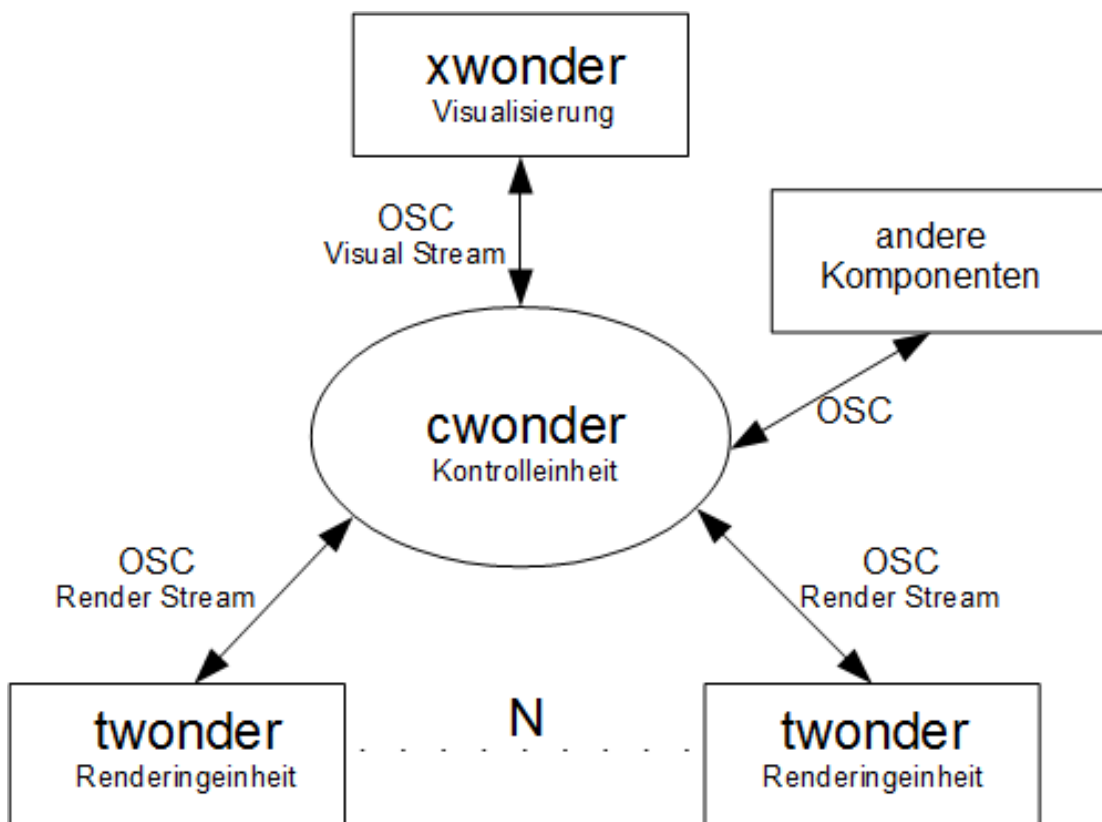 xwonder
Visualisierung
OSC
Visual Stream
andere
Komponenten
OSC
cwonder
Kontrolleinheit
OSC
Render Stream
OSC
Render Stream
twonder
Renderingeinheit
N
twonder
Renderingeinheit